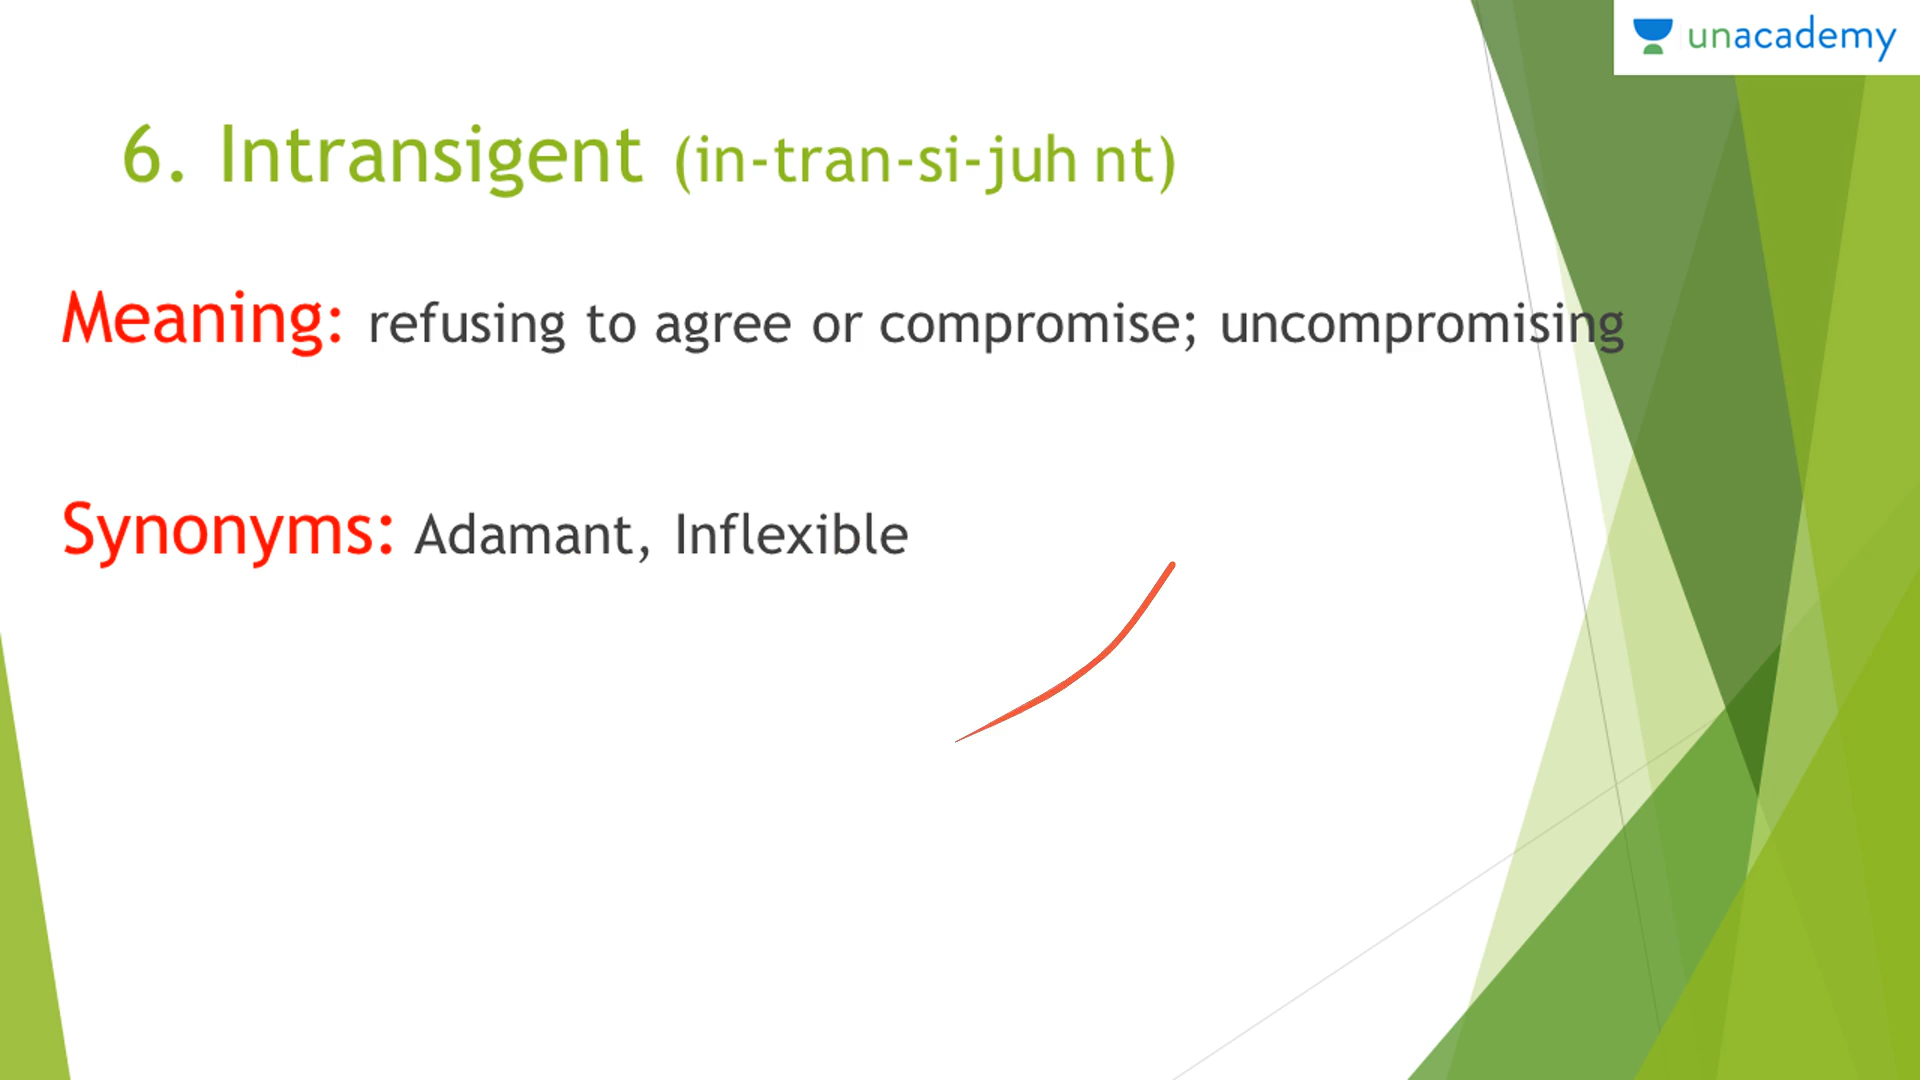 unacademy
6. Intransigent (in-tran-si-juh nt)
Meaning: refusing to agree or compromise; uncompromising
Synonyms: Adamant, Inflexible